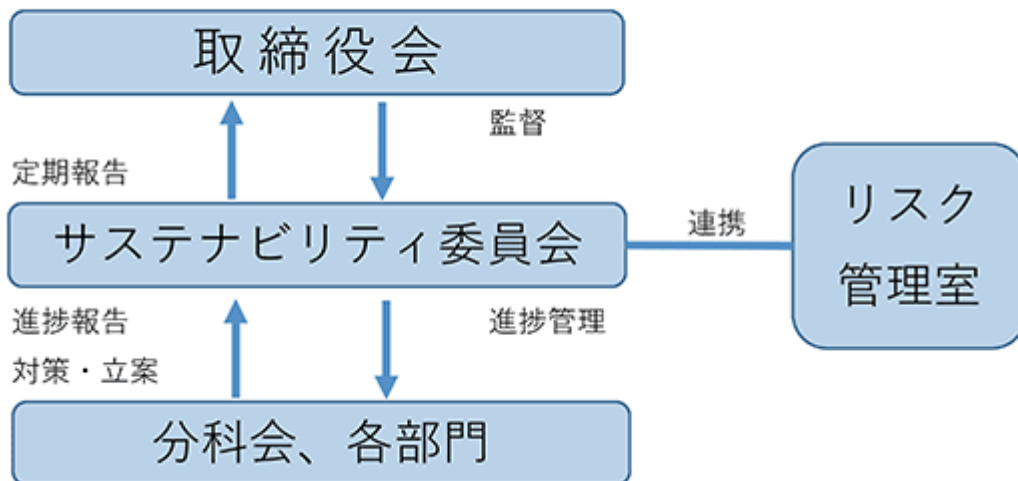 取締役会
監督
定期報告
サステナビリティ委員会
連携
リスク
管理室
進捗報告
対策・立案
進捗管理
分科会、各部門